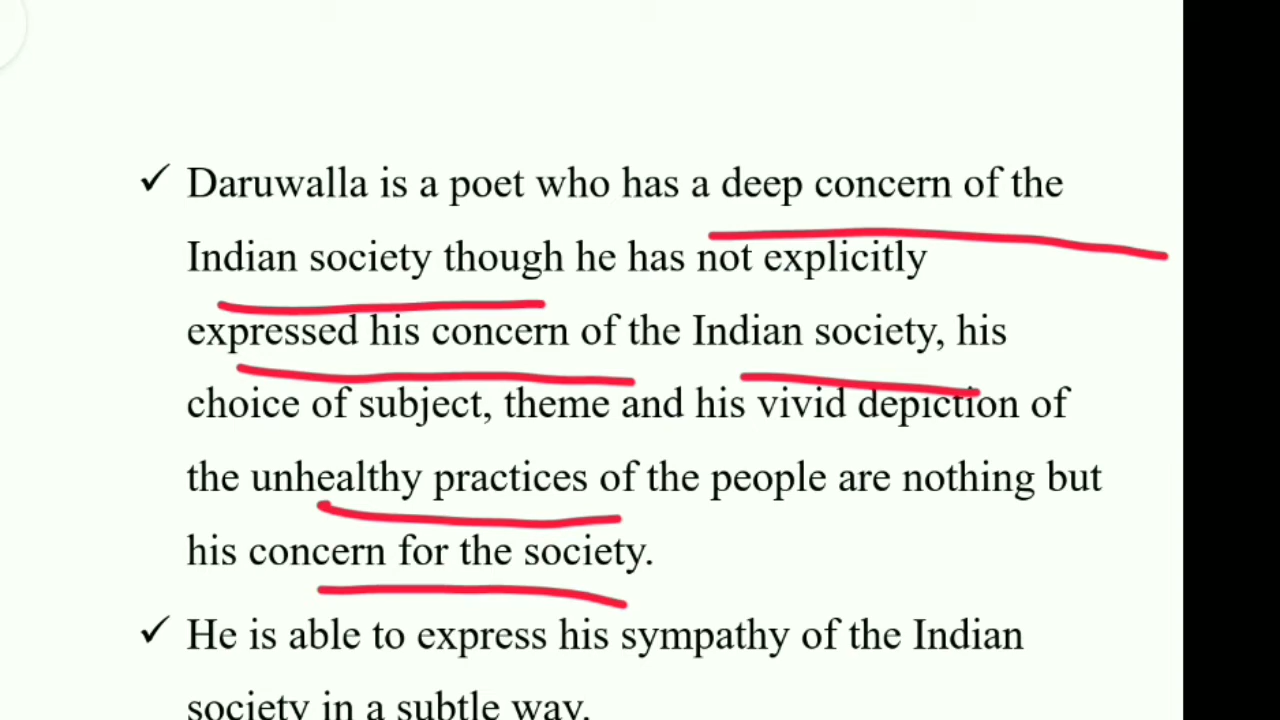 ✓ Daruwalla is a poet who has a deep concern of the
Indian society though he has not explicitly
expressed his concern of the Indian society, his
choice of subject, theme and his vivid depiction of
the unhealthy practices of the people are nothing but
his concern for the society.
✓ He is able to express his sympathy of the Indian
society in a subtle way.